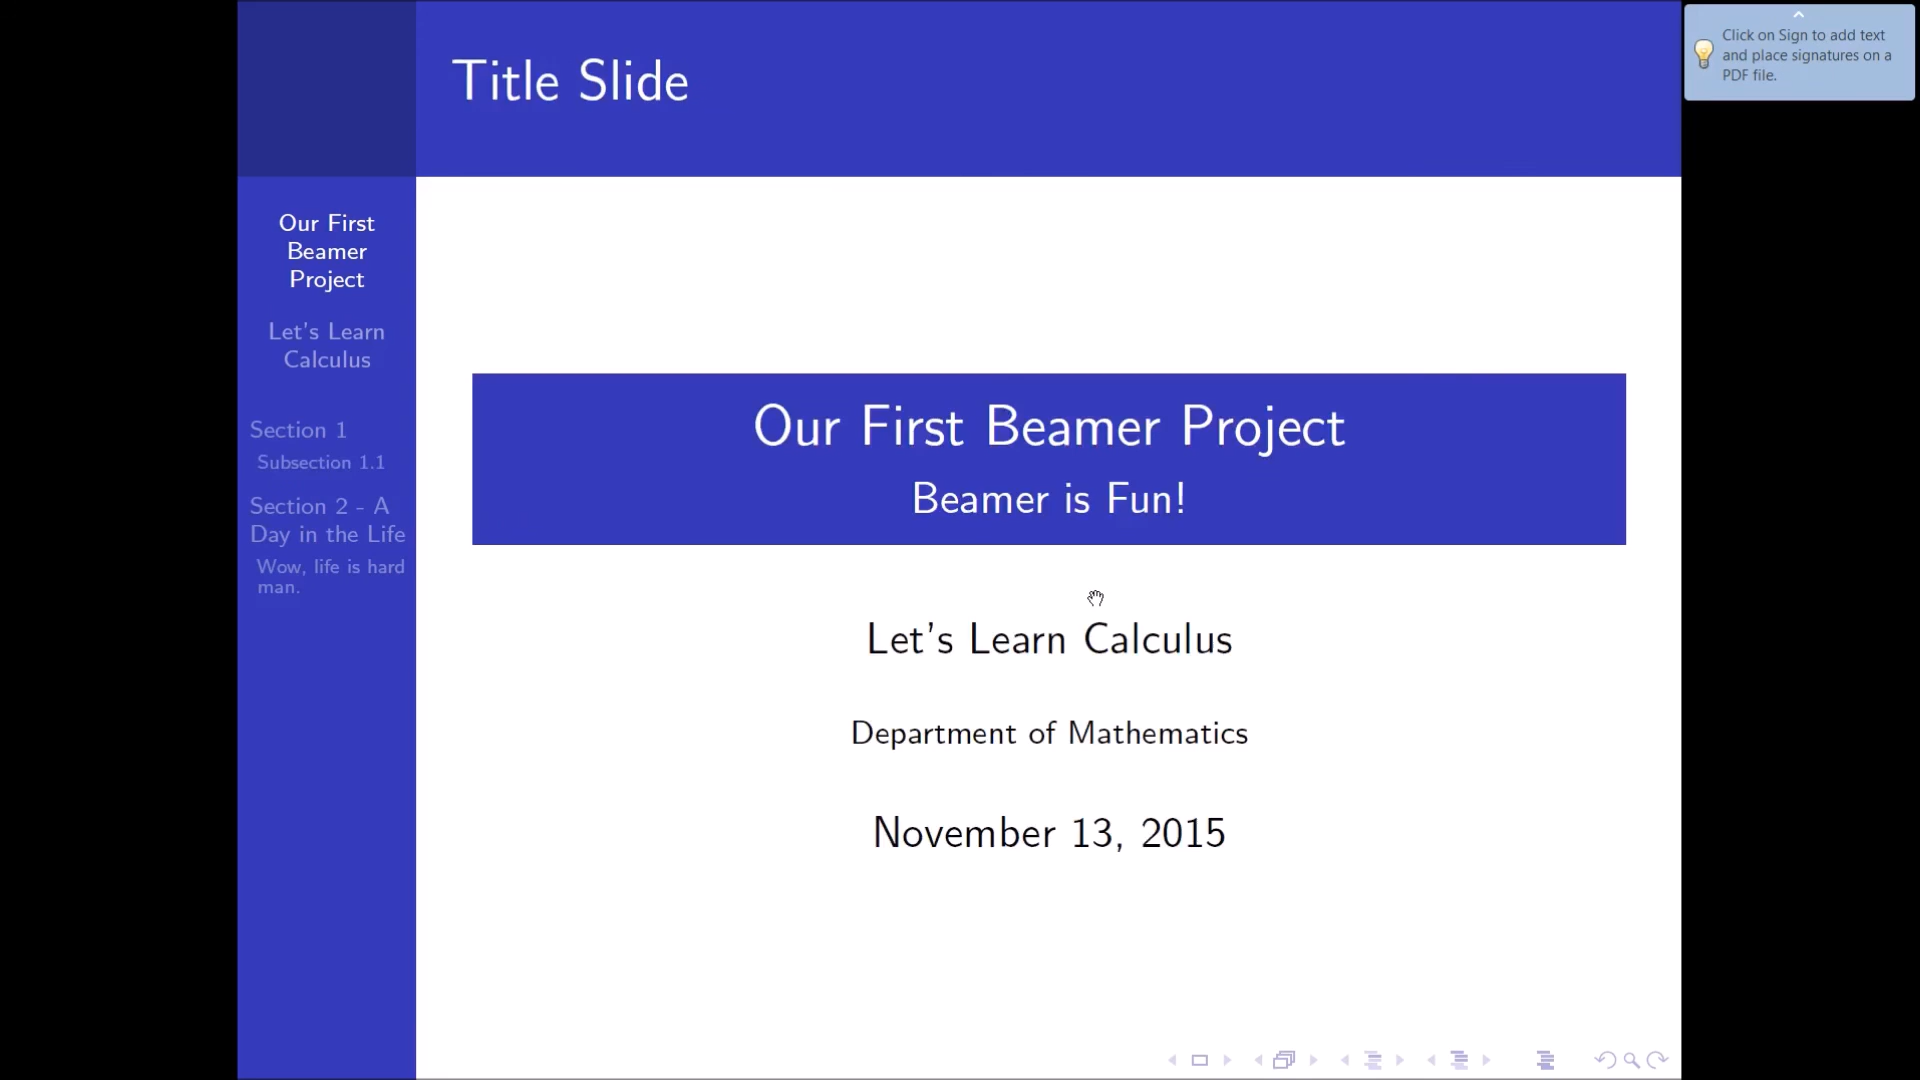 Title Slide
Click on Sign to add text
and place signatures on a
PDF file.
Our First
Beamer
Project
Let's Learn
Calculus
Section 1
Subsection 1.1
Section 2 - A
Day in the Life
Wow, life is hard
man.
Our First Beamer Project
Beamer is Fun!
Let's Learn Calculus
Department of Mathematics
November 13, 2015